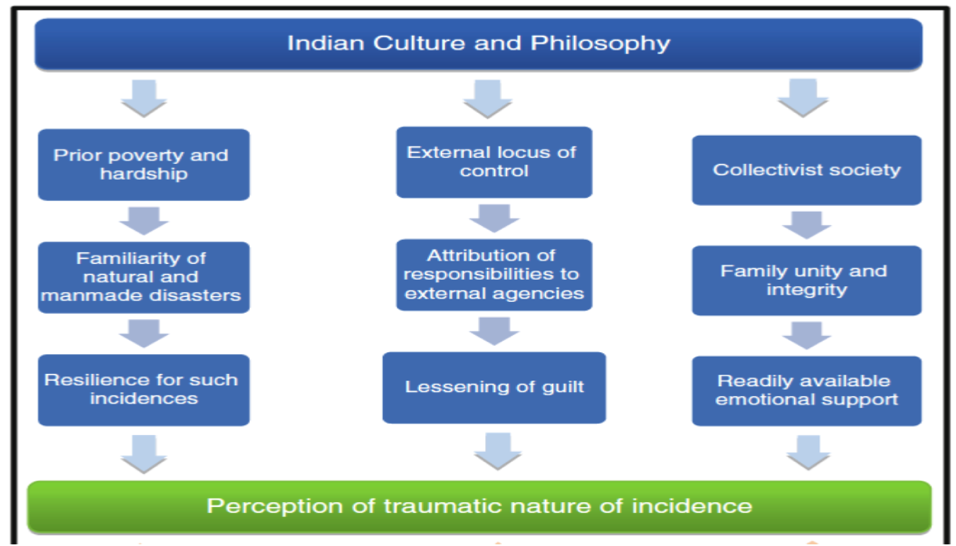 Indian Culture and Philosophy
Prior poverty and
hardship
Familiarity of
natural and
manmade disasters
Resilience for such
incidences
External locus of
control
Attribution of
responsibilities to
external agencies
Lessening of guilt
Collectivist society
Family unity and
integrity
Readily available
emotional support
Perception of traumatic nature of incidence